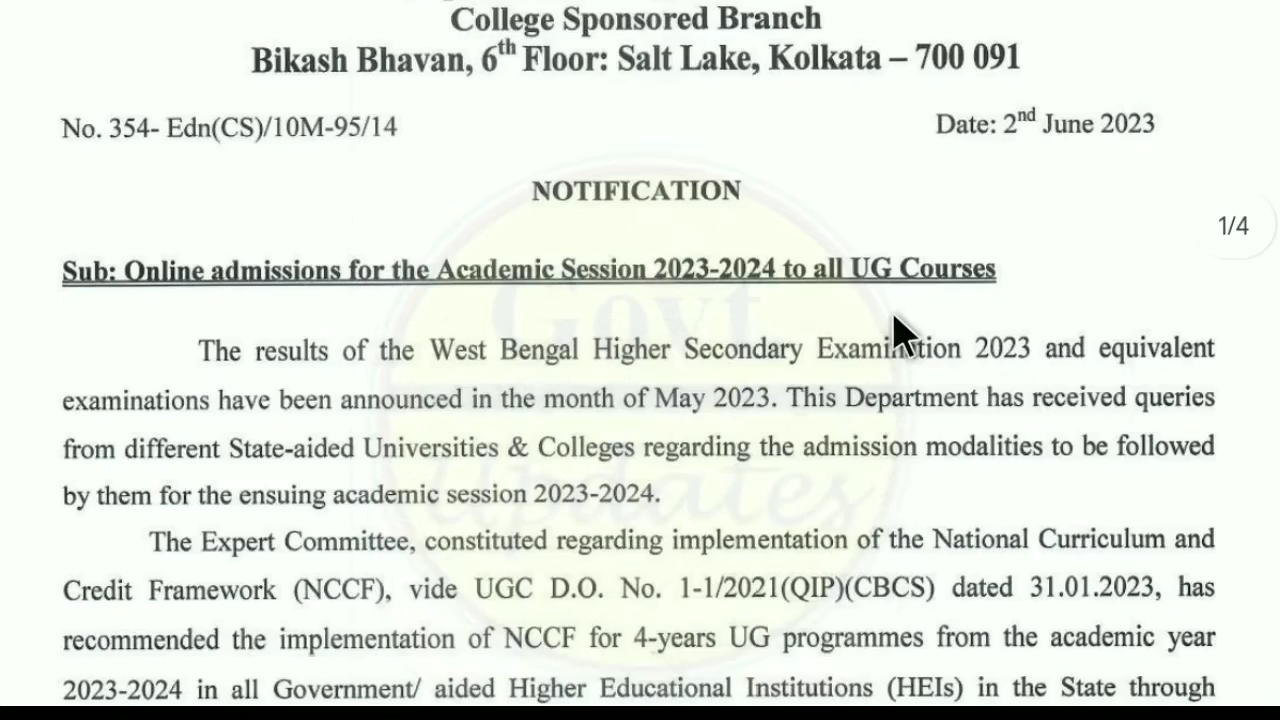 College Sponsored Branch
Bikash Bhavan, 6th Floor: Salt Lake, Kolkata – 700 091
No. 354- Edn(CS)/10M-95/14
Date: 2nd June 2023
NOTIFICATION
1/4
Sub: Online admissions for the Academic Session 2023-2024 to all UG Courses
Govt
The results of the West Bengal Higher Secondary Examination 2023 and equivalent
examinations have been announced in the month of May 2023. This Department has received queries
from different State-aided Universities & Colleges regarding the admission modalities to be followed
by them for the ensuing academic session 2023-2024.
Updates
The Expert Committee, constituted regarding implementation of the National Curriculum and
Credit Framework (NCCF), vide UGC D.O. No. 1-1/2021(QIP)(CBCS) dated 31.01.2023, has
recommended the implementation of NCCF for 4-years UG programmes from the academic year
2023-2024 in all Government/ aided Higher Educational Institutions (HEIs) in the State through